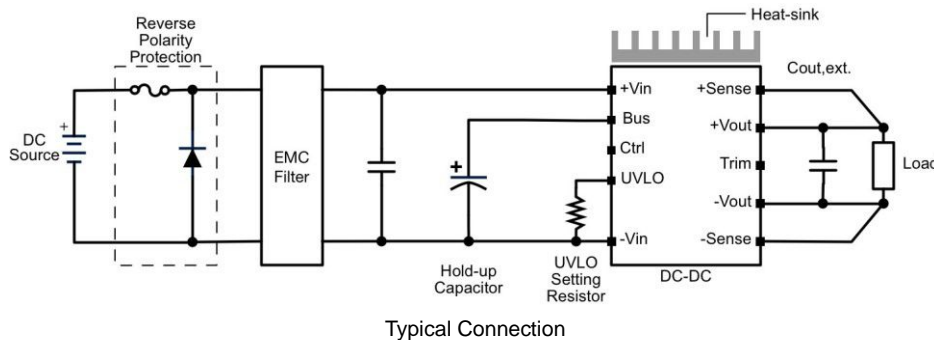 Reverse
Polarity
Protection
Heat-sink
Cout,ext.
+
DC
Source
EMC
Filter
+
+Vin
Bus
Ctrl
UVLO
-Vin
+Sense
+Vout
Trim
-Vout
-Sense
Load
Hold-up
Capacitor
UVLO
Setting
Resistor
DC-DC
Typical Connection